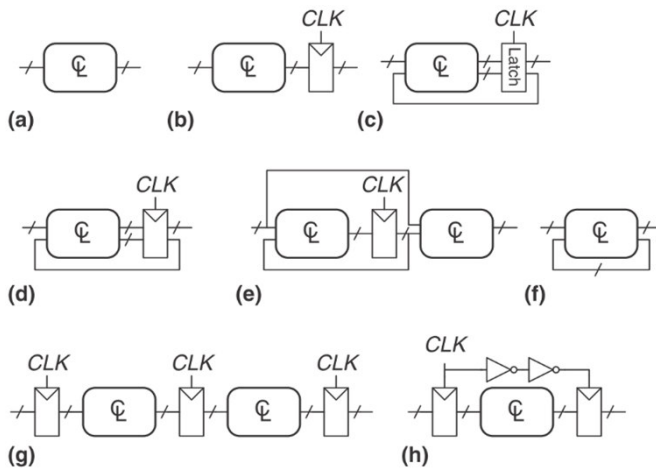 CLK CLK
CL CL CL Latch
(a) (b) (c)
CLK CLK
CL CL CL CL
(d) (e) (f)
CLK CLK CLK CLK
CL CL CL
(g) (h)